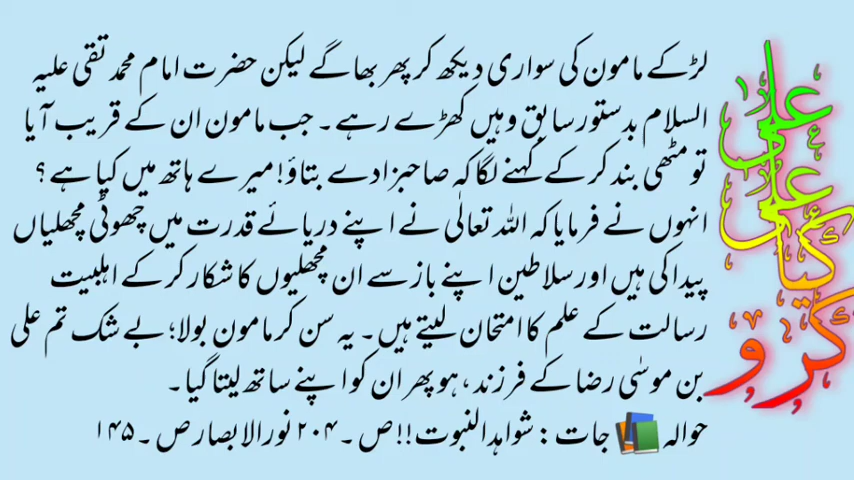 لڑکے مامون کی سواری دیکھ کر پھر بھاگے لیکن حضرت امام محمد تقی علیہ
السلام بدستور سابق وہیں کھڑے رہے۔ جب مامون ان کے قریب آیا
تو مٹھی بند کر کے کہنے لگا کہ صاحبزادے بتاؤ! میرے ہاتھ میں کیا ہے؟
انہوں نے فرمایا کہ اللہ تعالٰی نے اپنے دریائے قدرت میں چھوٹی مچھلیاں
پیدا کی ہیں اور سلاطین اپنے باز سے ان مچھلیوں کا شکار کر کے اہلبیت
رسالت کے علم کا امتحان لیتے ہیں۔ یہ سن کر مامون بولا؛ بے شک تم علی
بن موسٰی رضا کے فرزند، ہو پھر ان کو اپنے ساتھ لیتا گیا۔
حوالہ 📚 جات: شواہد النبوت!! ص۔۲۰۴ نور الابصار ص۔۱۴۵
علی
علی
کیا
کرو